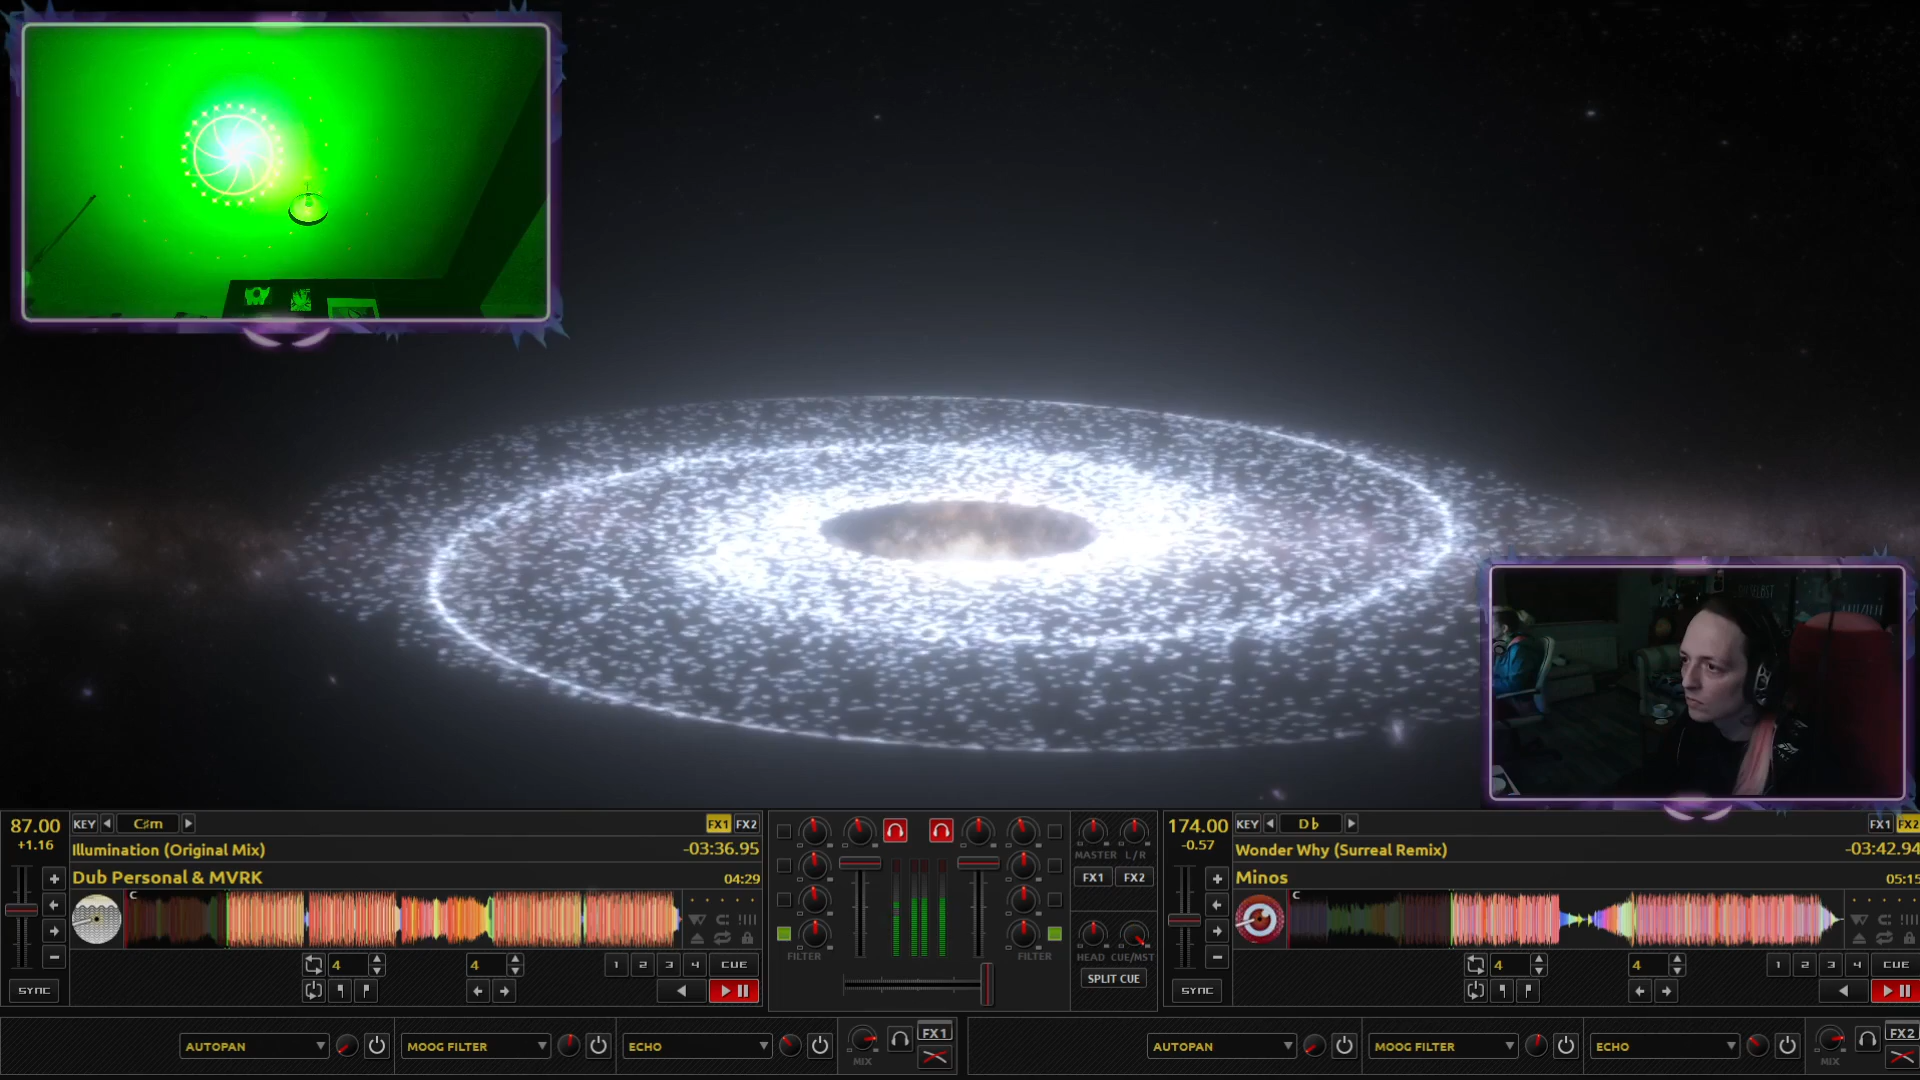 87.00
+1.16
KEY C#m
FX1 FX2
Illumination (Original Mix)
-03:36.95
Dub Personal & MVRK
04:29
C
4
4
1 2 3 4 CUE
SYNC
FILTER
FILTER
MASTER L/R
FX1 FX2
HEAD CUE/MST
SPLIT CUE
174.00
-0.57
KEY Db
FX1 FX2
Wonder Why (Surreal Remix)
-03:42.94
Minos
05:15
C
4
4
1 2 3 4 CUE
SYNC
AUTOPAN
MOOG FILTER
ECHO
MIX
FX1
AUTOPAN
MOOG FILTER
ECHO
MIX
FX2